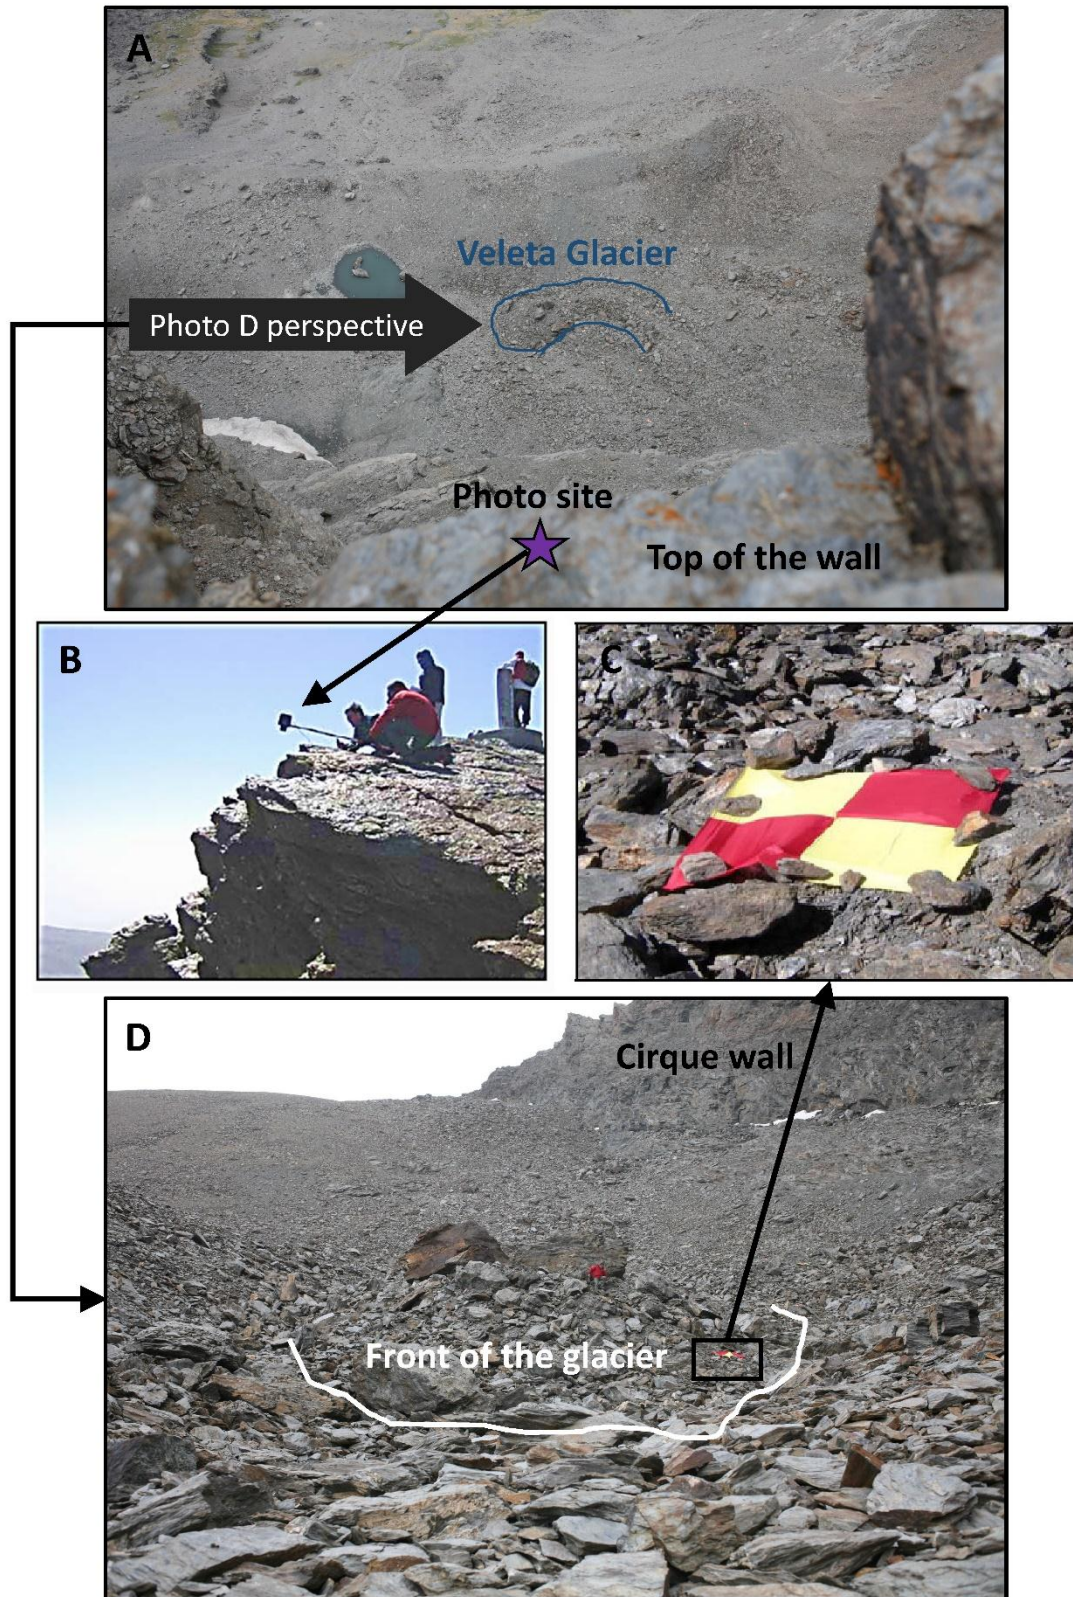 A
Veleta Glacier
Photo D perspective
Photo site
Top of the wall
B
C
D
Cirque wall
Front of the glacier